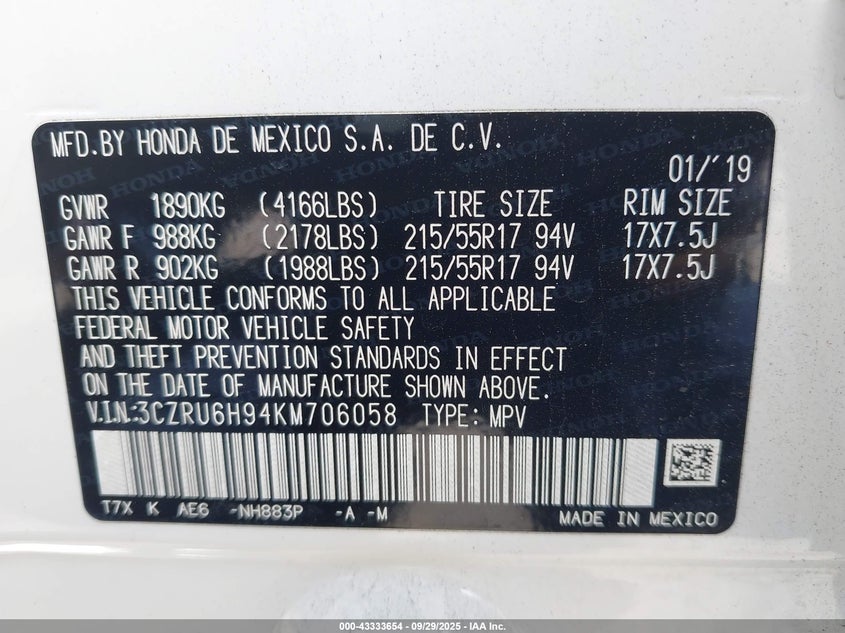 MFD.BY HONDA DE MEXICO S.A. DE C.V.
01/'19
GVWR 1890KG (4166LBS) TIRE SIZE RIM SIZE
GAWR F 988KG (2178LBS) 215/55R17 94V 17X7.5J
GAWR R 902KG (1988LBS) 215/55R17 94V 17X7.5J
THIS VEHICLE CONFORMS TO ALL APPLICABLE
FEDERAL MOTOR VEHICLE SAFETY
AND THEFT PREVENTION STANDARDS IN EFFECT
ON THE DATE OF MANUFACTURE SHOWN ABOVE.
V.I.N:3CZRU6H94KM706058 TYPE: MPV
T7X K AE6 -NH883P -A -M
MADE IN MEXICO
000-43333654 | 09/29/2025 | IAA Inc.